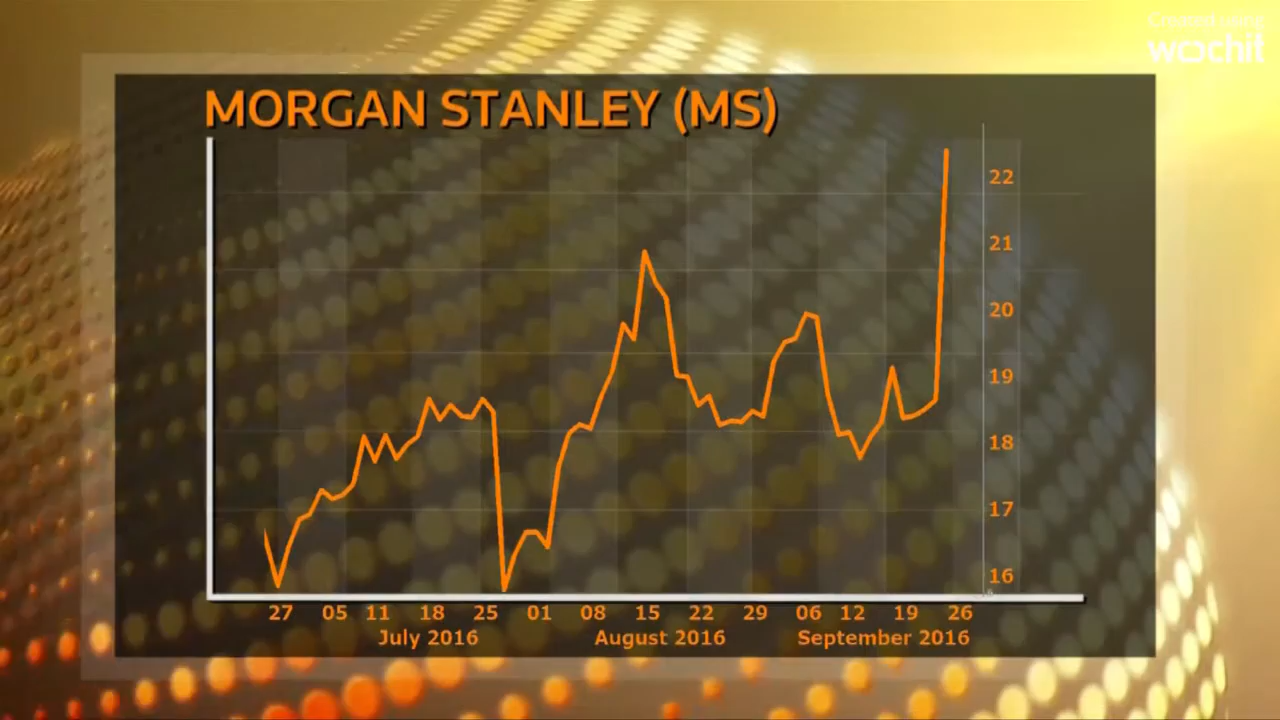 Created using
wochit
MORGAN STANLEY (MS)
22
21
20
19
18
17
16
27 05 11 18 25 01 08 15 22 29 06 12 19 26
July 2016 August 2016 September 2016